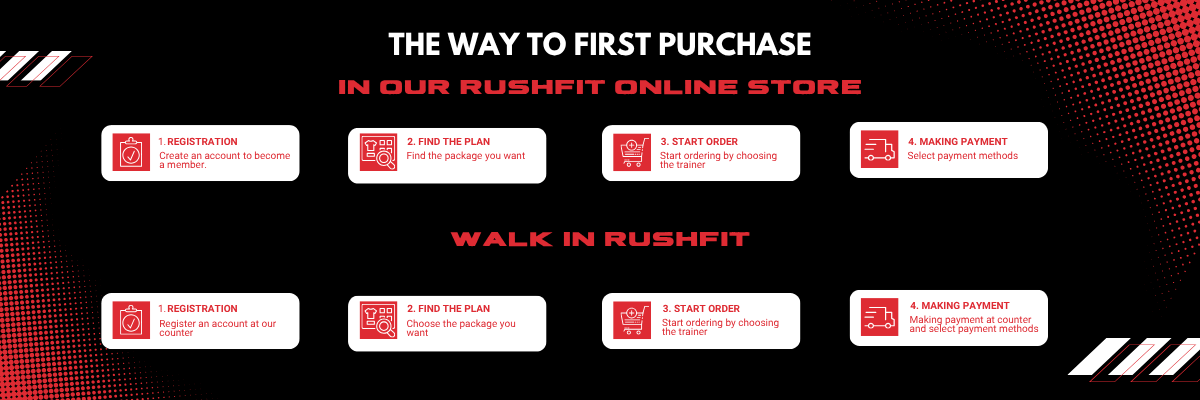 THE WAY TO FIRST PURCHASE
IN OUR RUSHFIT ONLINE STORE
1. REGISTRATION
Create an account to become
a member.
2. FIND THE PLAN
Find the package you want
3. START ORDER
Start ordering by choosing
the trainer
4. MAKING PAYMENT
Select payment methods
WALK IN RUSHFIT
1. REGISTRATION
Register an account at our
counter
2. FIND THE PLAN
Choose the package you
want
3. START ORDER
Start ordering by choosing
the trainer
4. MAKING PAYMENT
Making payment at counter
and select payment methods